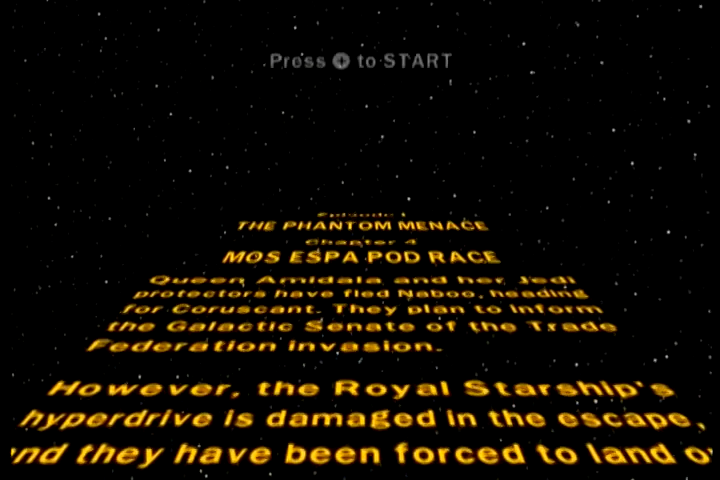 Press + to START
Episode I
THE PHANTOM MENACE
Chapter 4
MOS ESPA POD RACE
Queen Amidala and her Jedi
protectors have fled Naboo, heading
for Coruscant. They plan to inform
the Galactic Senate of the Trade
Federation invasion.
However, the Royal Starship's
hyperdrive is damaged in the escape,
they have been forced to land